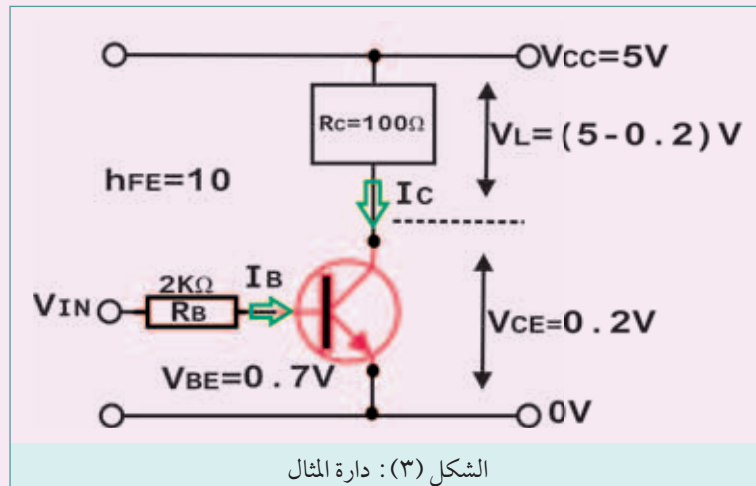 VCC=5V
RC=100Ω
VL=(5-0.2)V
hFE=10
IC
2KΩ
IB
VIN
RB
VCE=0.2V
VBE=0.7V
0V
الشكل (٣): دارة المثال